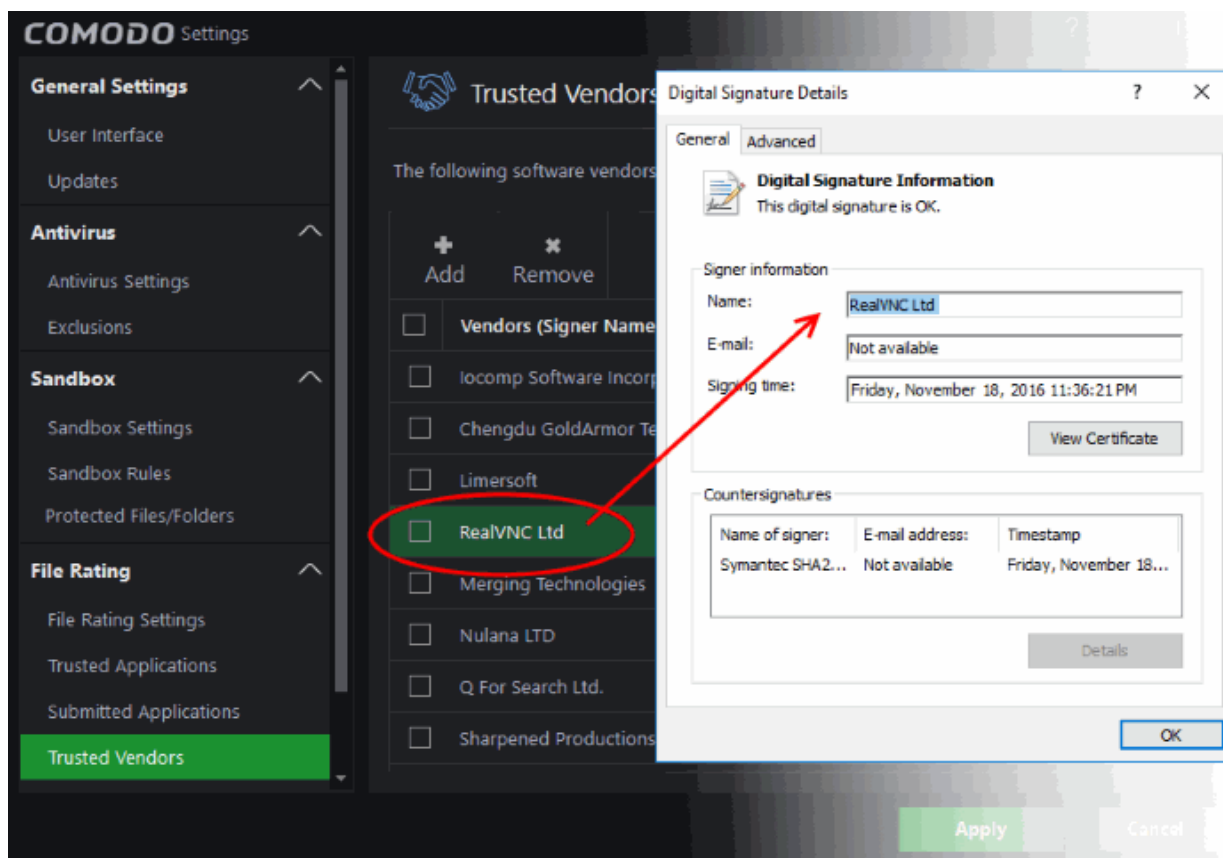 COMODO Settings
?
General Settings
User Interface
Updates
Antivirus
Antivirus Settings
Exclusions
Sandbox
Sandbox Settings
Sandbox Rules
Protected Files/Folders
File Rating
File Rating Settings
Trusted Applications
Submitted Applications
Trusted Vendors
Trusted Vendors
The following software vendors
Add Remove
Vendors (Signer Name
Iocomp Software Incorp
Chengdu GoldArmor Te
Limersoft
RealVNC Ltd
Merging Technologies
Nulana LTD
Q For Search Ltd.
Sharpened Productions
Digital Signature Details ?
General Advanced
Digital Signature Information
This digital signature is OK.
Signer information
Name: RealVNC Ltd
E-mail: Not available
Signing time: Friday, November 18, 2016 11:36:21 PM
View Certificate
Countersignatures
Name of signer: E-mail address: Timestamp
Symantec SHA2... Not available Friday, November 18...
Details
OK
Apply Cancel